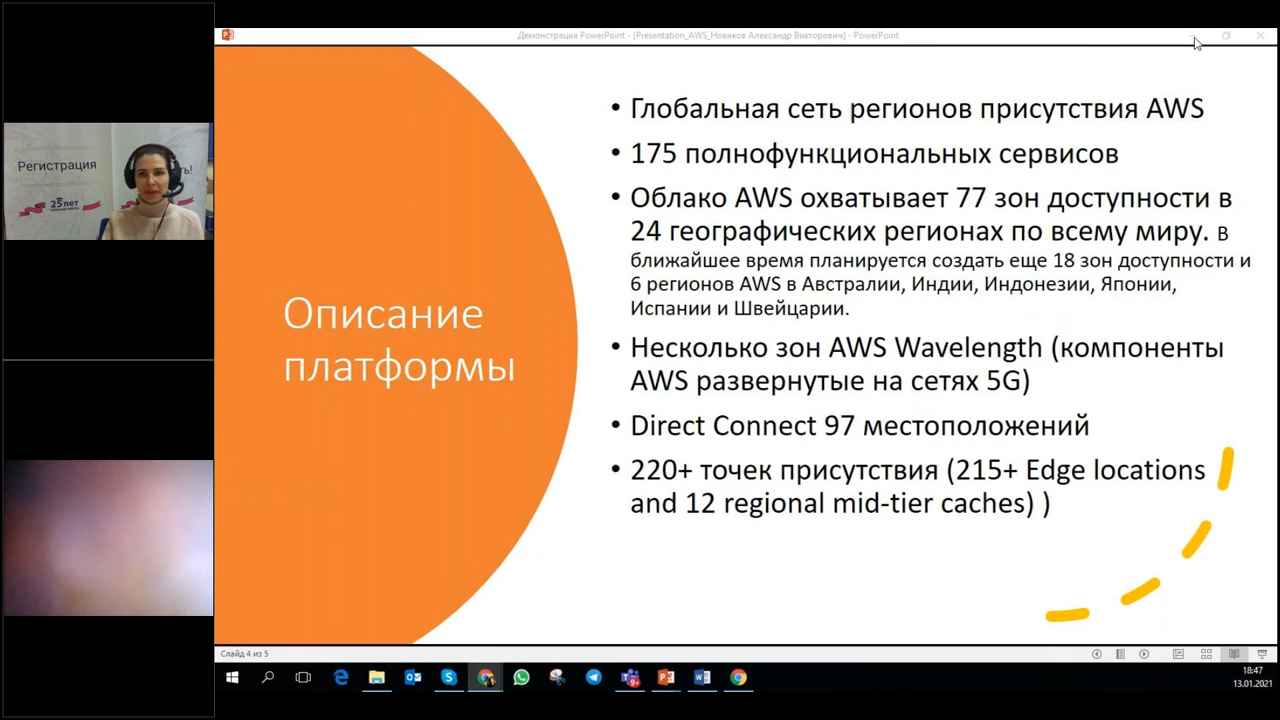 Демонстрация PowerPoint - [Presentation_AWS_Новиков Александр Викторович] - PowerPoint
Регистрация
ть!
25 лет
Описание
платформы
• Глобальная сеть регионов присутствия AWS
• 175 полнофункциональных сервисов
• Облако AWS охватывает 77 зон доступности в
24 географических регионах по всему миру. В
ближайшее время планируется создать еще 18 зон доступности и
6 регионов AWS в Австралии, Индии, Индонезии, Японии,
Испании и Швейцарии.
• Несколько зон AWS Wavelength (компоненты
AWS развернутые на сетях 5G)
• Direct Connect 97 местоположений
• 220+ точек присутствия (215+ Edge locations
and 12 regional mid-tier caches) )
Слайд 4 из 5
18:47
13.01.2021